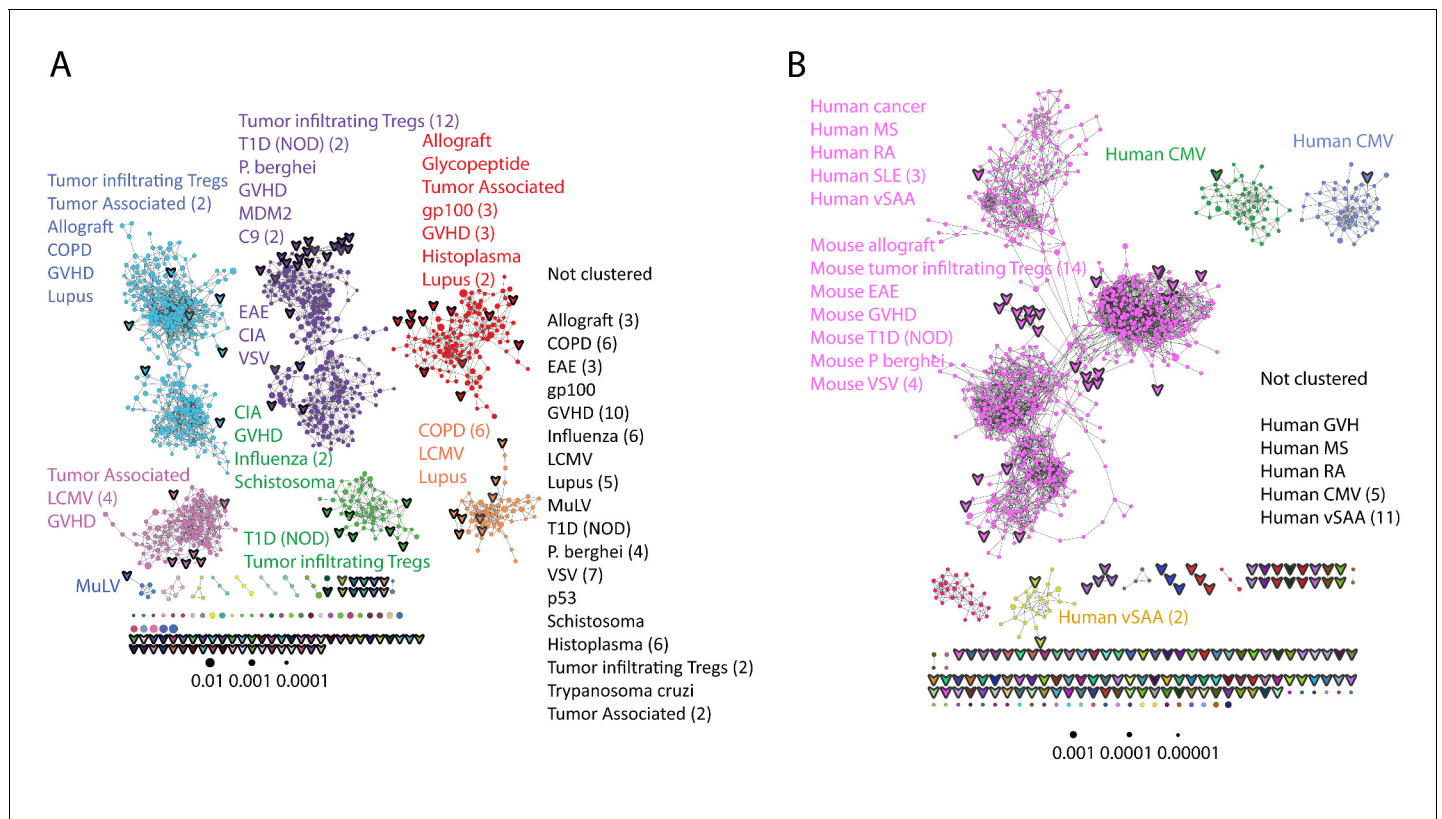 A
Tumor infiltrating Tregs
Tumor Associated (2)
Allograft
COPD
GVHD
Lupus
Tumor infiltrating Tregs (12)
T1D (NOD) (2)
P. berghei
GVHD
MDM2
C9 (2)
EAE
CIA
VSV
Allograft
Glycopeptide
Tumor Associated
gp100 (3)
GVHD (3)
Histoplasma
Lupus (2)
Tumor Associated
LCMV (4)
GVHD
CIA
GVHD
Influenza (2)
Schistosoma
T1D (NOD)
Tumor infiltrating Tregs
COPD (6)
LCMV
Lupus
MuLV
0.01 0.001 0.0001
Not clustered
Allograft (3)
COPD (6)
EAE (3)
gp100
GVHD (10)
Influenza (6)
LCMV
Lupus (5)
MuLV
T1D (NOD)
P. berghei (4)
VSV (7)
p53
Schistosoma
Histoplasma (6)
Tumor infiltrating Tregs (2)
Trypanosoma cruzi
Tumor Associated (2)
B
Human cancer
Human MS
Human RA
Human SLE (3)
Human vSAA
Mouse allograft
Mouse tumor infiltrating Tregs (14)
Mouse EAE
Mouse GVHD
Mouse T1D (NOD)
Mouse P berghei
Mouse VSV (4)
Human CMV
Human CMV
Not clustered
Human GVH
Human MS
Human RA
Human CMV (5)
Human vSAA (11)
Human vSAA (2)
0.001 0.0001 0.00001